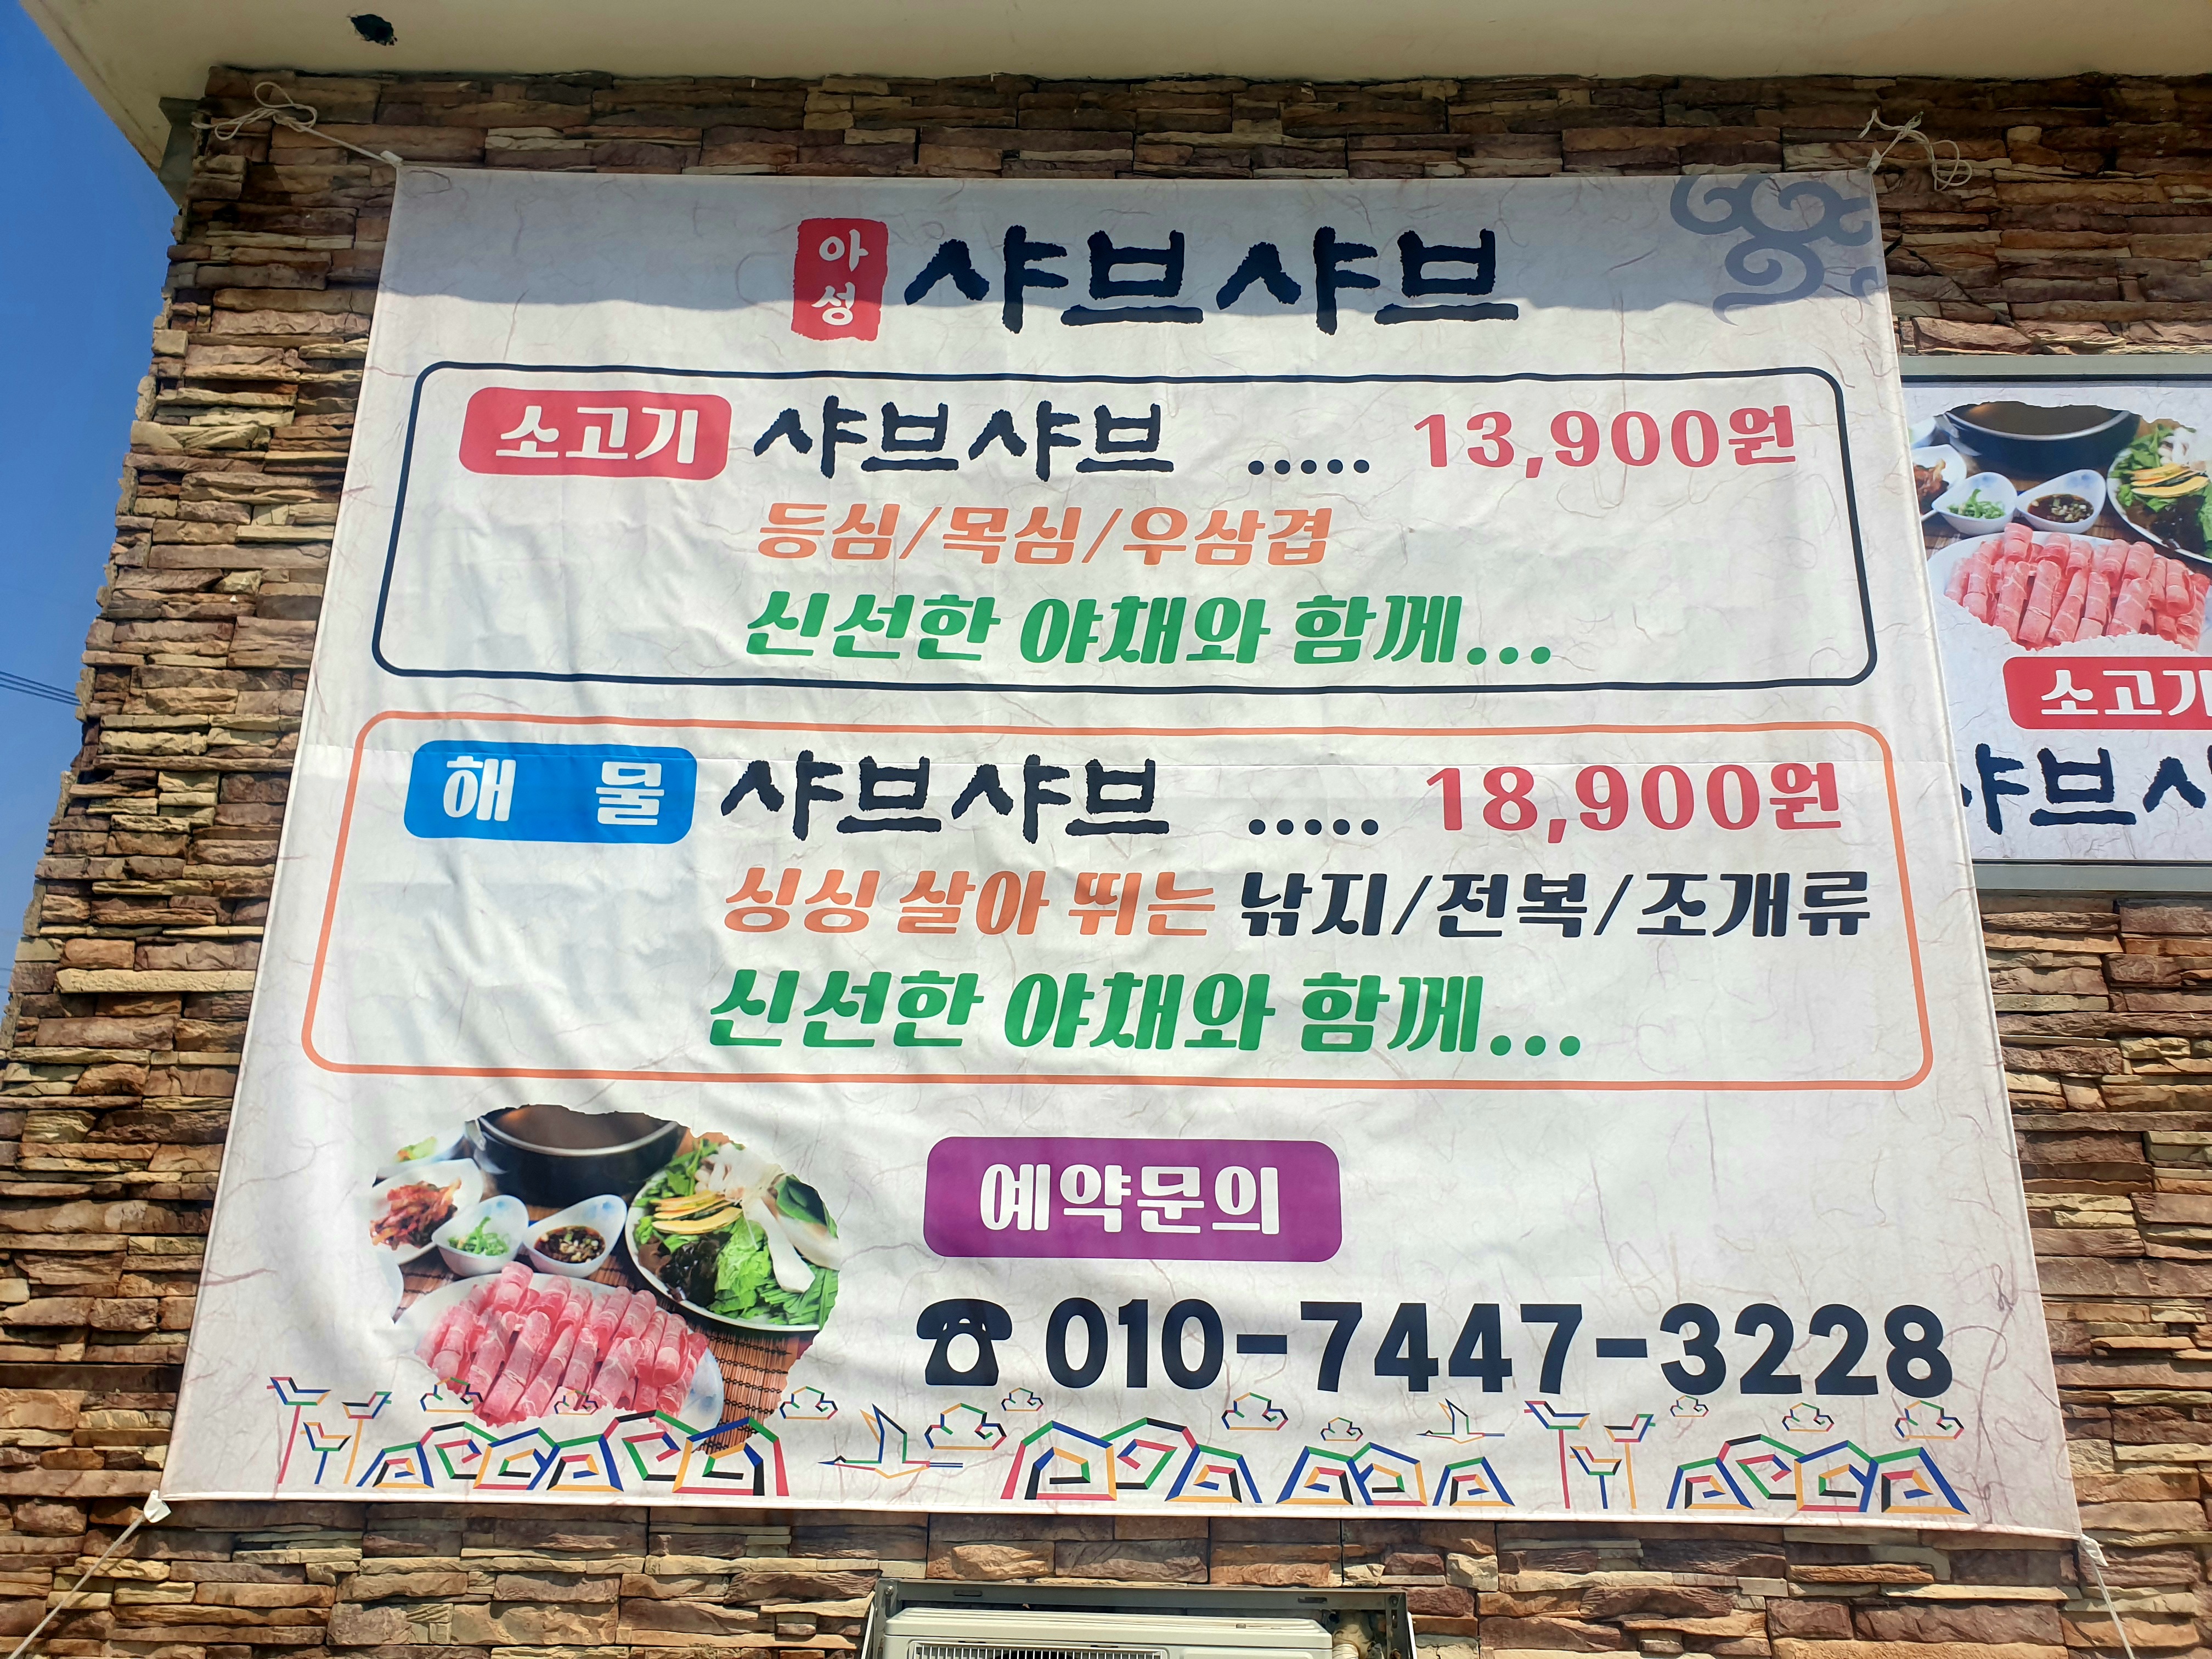 아성 샤브샤브
소고기 샤브샤브 ..... 13,900원
등심/목심/우삼겹
신선한 야채와 함께...
해 물 샤브샤브 ..... 18,900원
싱싱 살아 뛰는 낚지/전복/조개류
신선한 야채와 함께...
예약문의
☎ 010-7447-3228
소고기
샤브